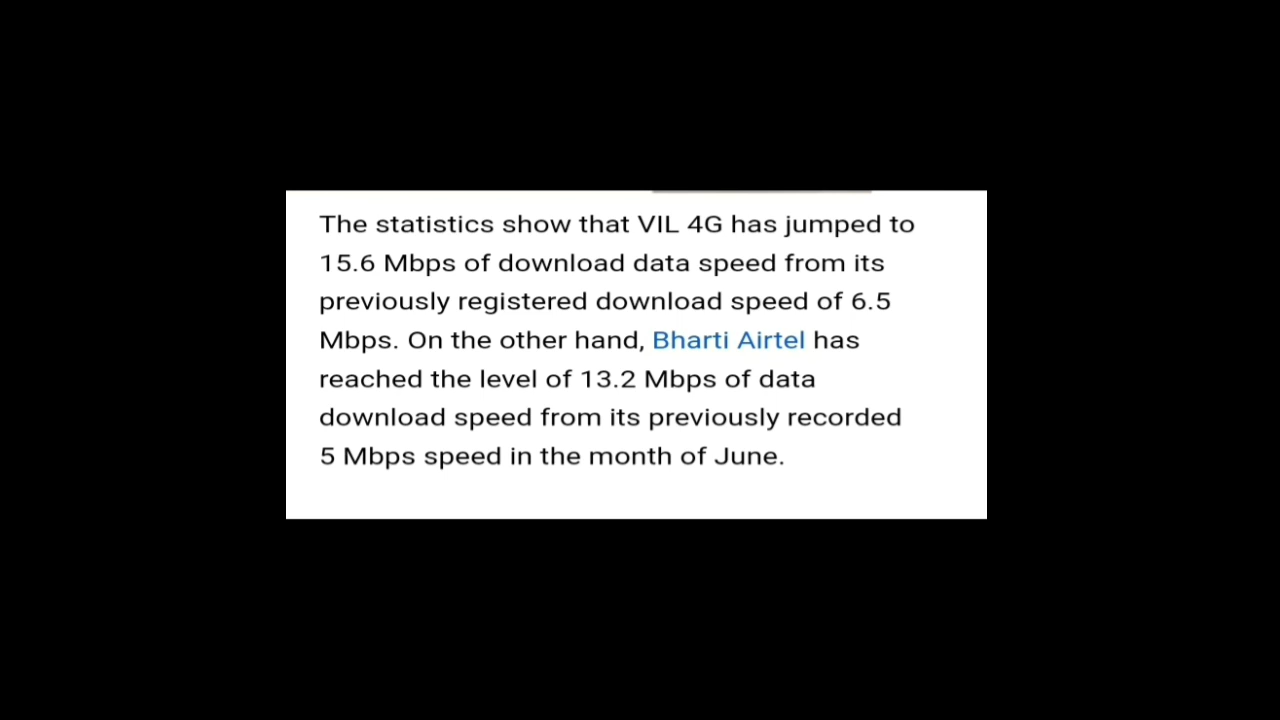 The statistics show that VIL 4G has jumped to
15.6 Mbps of download data speed from its
previously registered download speed of 6.5
Mbps. On the other hand, Bharti Airtel has
reached the level of 13.2 Mbps of data
download speed from its previously recorded
5 Mbps speed in the month of June.